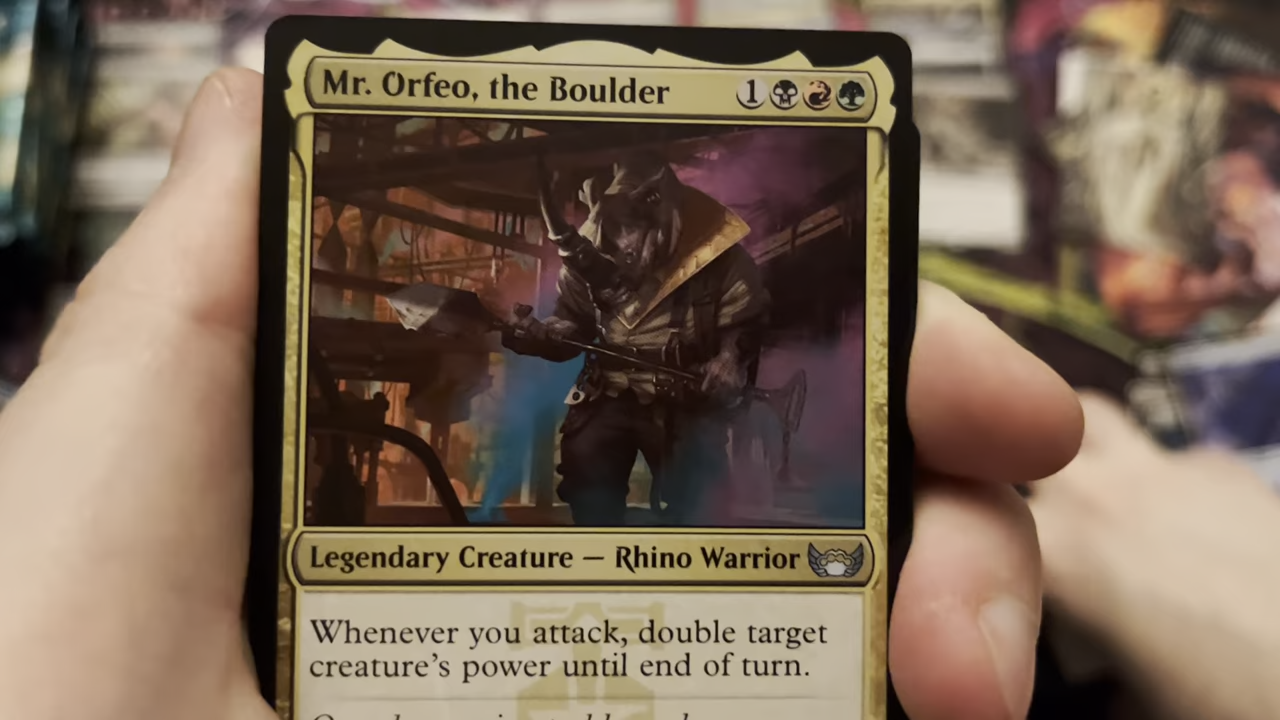 Mr. Orfeo, the Boulder 1
Legendary Creature — Rhino Warrior
Whenever you attack, double target
creature's power until end of turn.